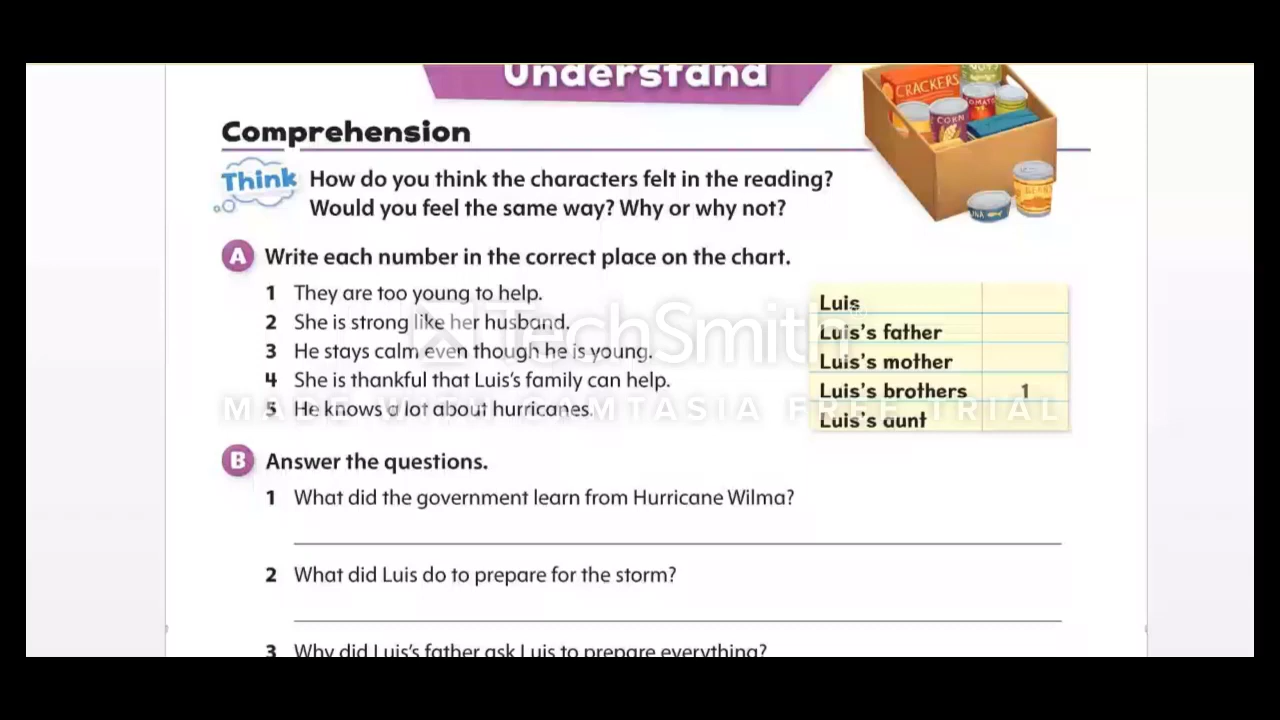 Understand
CRACKERS
CORN
Comprehension
Think
How do you think the characters felt in the reading?
Would you feel the same way? Why or why not?
A Write each number in the correct place on the chart.
1 They are too young to help.
2 She is strong like her husband.
3 He stays calm even though he is young.
4 She is thankful that Luis's family can help.
5 He knows a lot about hurricanes.
Luis
Luis's father
Luis's mother
Luis's brothers 1
Luis's aunt
TechSmith
MADE WITH CAMTASIA FREE TRIAL
B Answer the questions.
1 What did the government learn from Hurricane Wilma?
2 What did Luis do to prepare for the storm?
3 Why did Luis's father ask Luis to prepare everything?